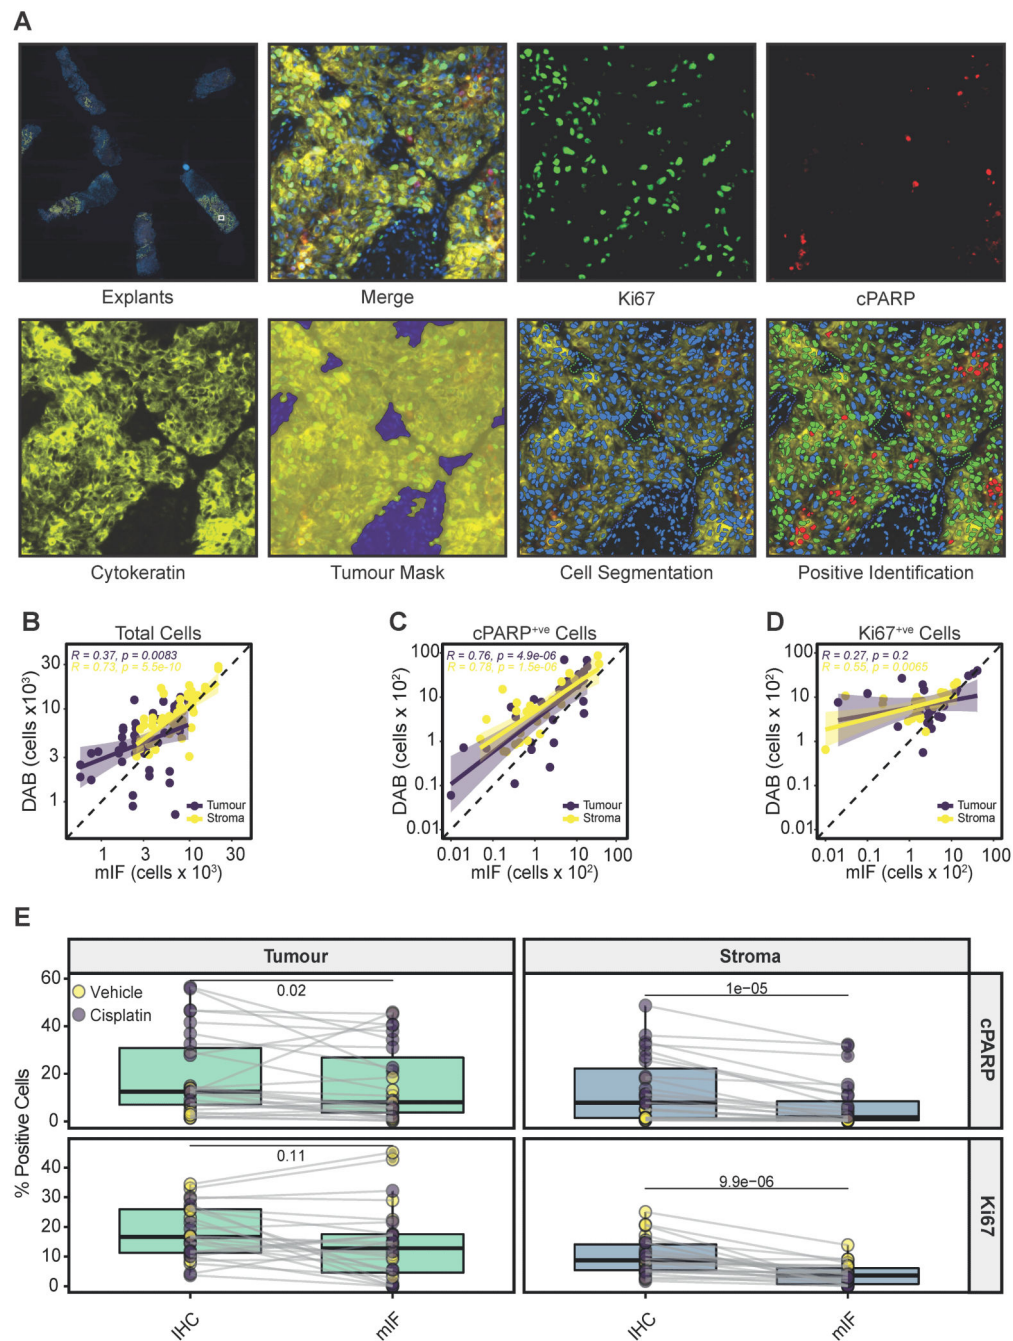 A
Explants
Merge
Ki67
cPARP
Cytokeratin
Tumour Mask
Cell Segmentation
Positive Identification
B
Total Cells
R = 0.37, p = 0.0083
R = 0.73, p = 5.5e-10
DAB (cells x10³)
30
10
3
1
Tumour
Stroma
1 3 10 30
mIF (cells x 10³)
C
cPARP⁺ᵛᵉ Cells
R = 0.76, p = 4.9e-06
R = 0.78, p = 1.5e-06
DAB (cells x 10²)
100
10
1
0.1
0.01
Tumour
Stroma
0.01 0.1 1 10 100
mIF (cells x 10²)
D
Ki67⁺ᵛᵉ Cells
R = 0.27, p = 0.2
R = 0.55, p = 0.0065
DAB (cells x 10²)
100
10
1
0.1
0.01
Tumour
Stroma
0.01 0.1 1 10 100
mIF (cells x 10²)
E
Tumour
Stroma
% Positive Cells
60
40
20
0
Vehicle
Cisplatin
0.02
1e−05
cPARP
40
30
20
10
0
0.11
9.9e−06
Ki67
IHC
mIF
IHC
mIF